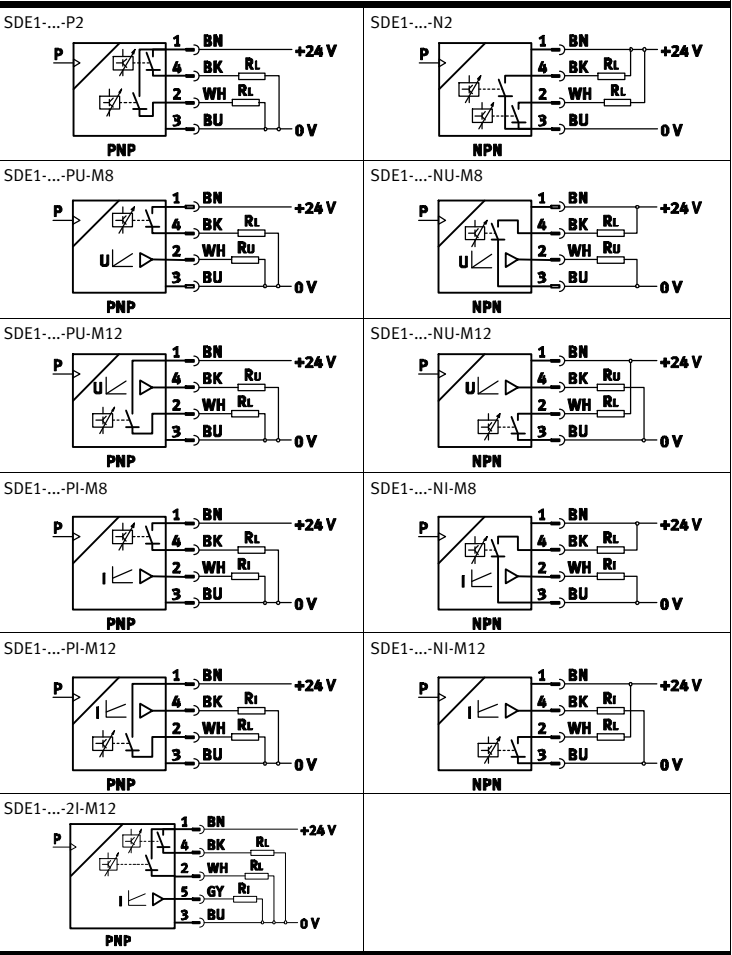 SDE1-...-P2
P
1 BN
+24 V
4 BK RL
2 WH RL
3 BU
0 V
PNP
SDE1-...-N2
P
1 BN
+24 V
4 BK RL
2 WH RL
3 BU
0 V
NPN
SDE1-...-PU-M8
P
1 BN
+24 V
4 BK RL
U
2 WH RU
3 BU
0 V
PNP
SDE1-...-NU-M8
P
1 BN
+24 V
4 BK RL
U
2 WH RU
3 BU
0 V
NPN
SDE1-...-PU-M12
P
1 BN
+24 V
U
4 BK RU
2 WH RL
3 BU
0 V
PNP
SDE1-...-NU-M12
P
1 BN
+24 V
U
4 BK RU
2 WH RL
3 BU
0 V
NPN
SDE1-...-PI-M8
P
1 BN
+24 V
4 BK RL
I
2 WH RI
3 BU
0 V
PNP
SDE1-...-NI-M8
P
1 BN
+24 V
4 BK RL
I
2 WH RI
3 BU
0 V
NPN
SDE1-...-PI-M12
P
1 BN
+24 V
I
4 BK RI
2 WH RL
3 BU
0 V
PNP
SDE1-...-NI-M12
P
1 BN
+24 V
I
4 BK RI
2 WH RL
3 BU
0 V
NPN
SDE1-...-2I-M12
P
1 BN
+24 V
4 BK RL
2 WH RL
I
5 GY RI
3 BU
0 V
PNP